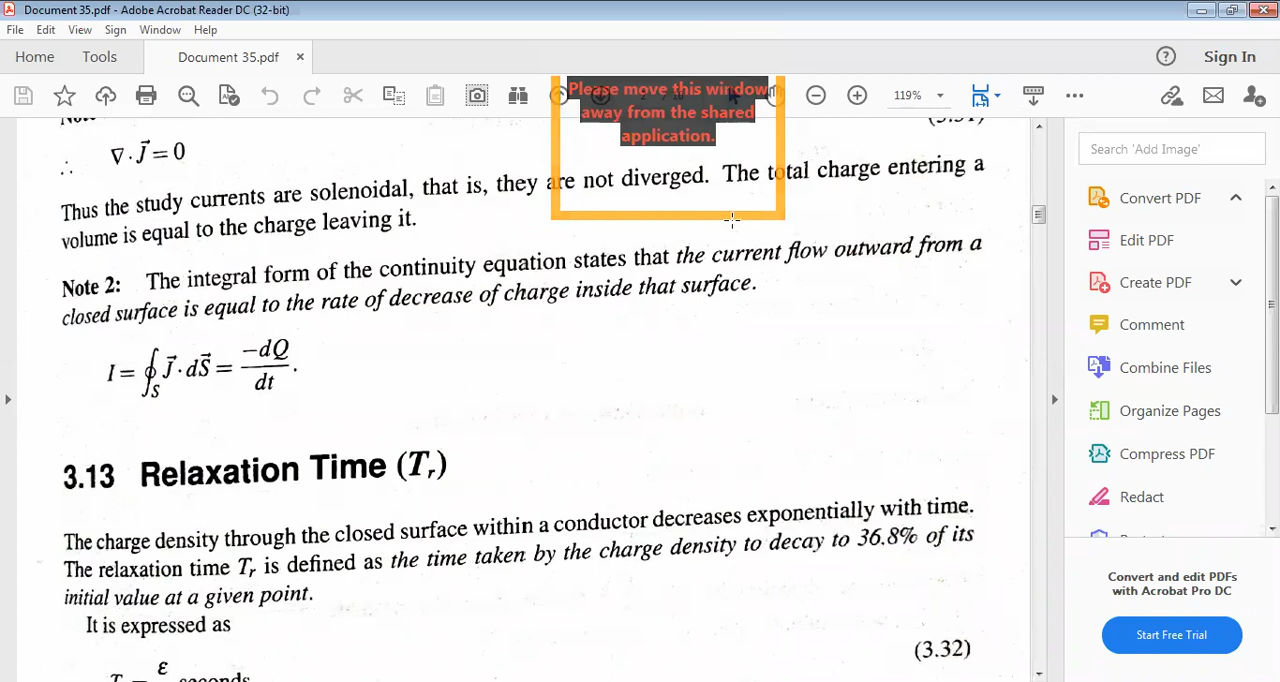 Document 35.pdf - Adobe Acrobat Reader DC (32-bit)
File Edit View Sign Window Help
Home Tools Document 35.pdf × Sign In
119%
Please move this window
away from the shared
application.
∴ ∇·J⃗ = 0
Thus the study currents are solenoidal, that is, they are not diverged. The total charge entering a
volume is equal to the charge leaving it.
Note 2: The integral form of the continuity equation states that the current flow outward from a
closed surface is equal to the rate of decrease of charge inside that surface.
I = ∮_S J⃗·dS⃗ = -dQ/dt.
3.13 Relaxation Time (T_r)
The charge density through the closed surface within a conductor decreases exponentially with time.
The relaxation time T_r is defined as the time taken by the charge density to decay to 36.8% of its
initial value at a given point.
It is expressed as
(3.32)
ε
seconds
Search 'Add Image'
Convert PDF
Edit PDF
Create PDF
Comment
Combine Files
Organize Pages
Compress PDF
Redact
Convert and edit PDFs
with Acrobat Pro DC
Start Free Trial